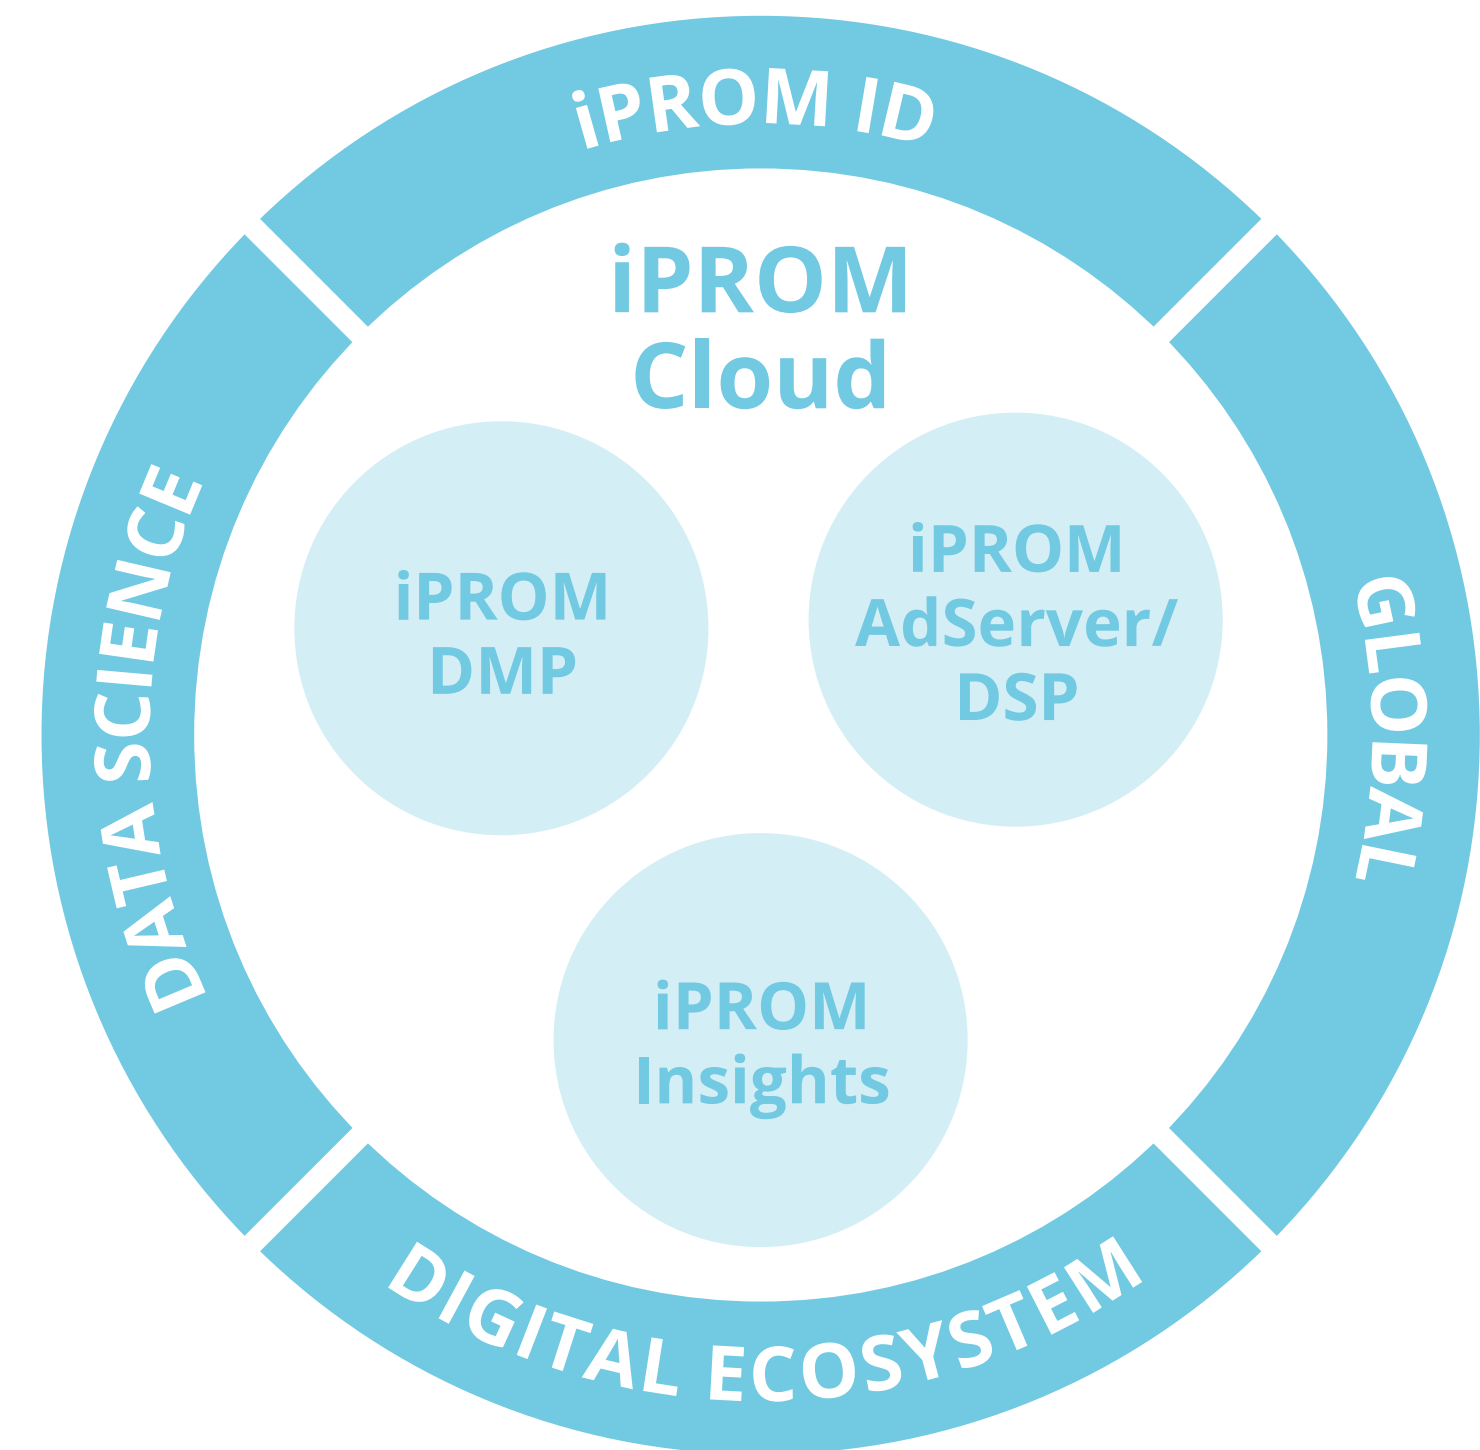 iPROM ID
iPROM
Cloud
iPROM
DMP
iPROM
AdServer/
DSP
iPROM
Insights
DATA SCIENCE
GLOBAL
DIGITAL ECOSYSTEM